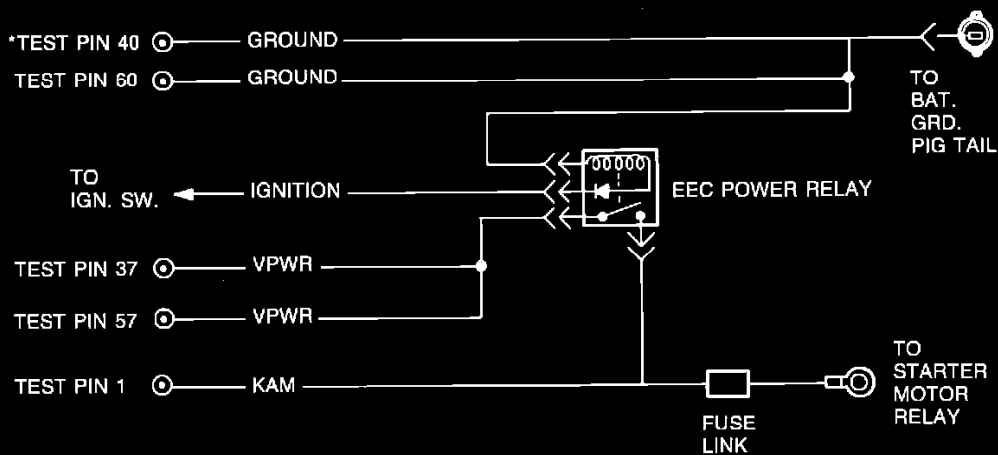 *TEST PIN 40 GROUND
TEST PIN 60 GROUND
TO
BAT.
GRD.
PIG TAIL
TO
IGN. SW.
IGNITION
EEC POWER RELAY
TEST PIN 37 VPWR
TEST PIN 57 VPWR
TEST PIN 1 KAM
FUSE
LINK
TO
STARTER
MOTOR
RELAY